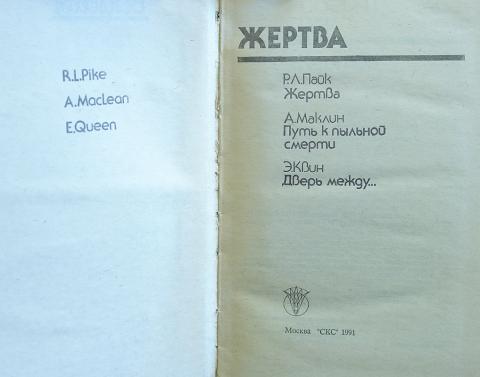 R.L.Pike
A.MacLean
E.Queen
ЖЕРТВА
Р.Л.Пайк
Жертва
А.Маклин
Путь к пыльной
смерти
Э.Квин
Дверь между...
Москва "СКС" 1991